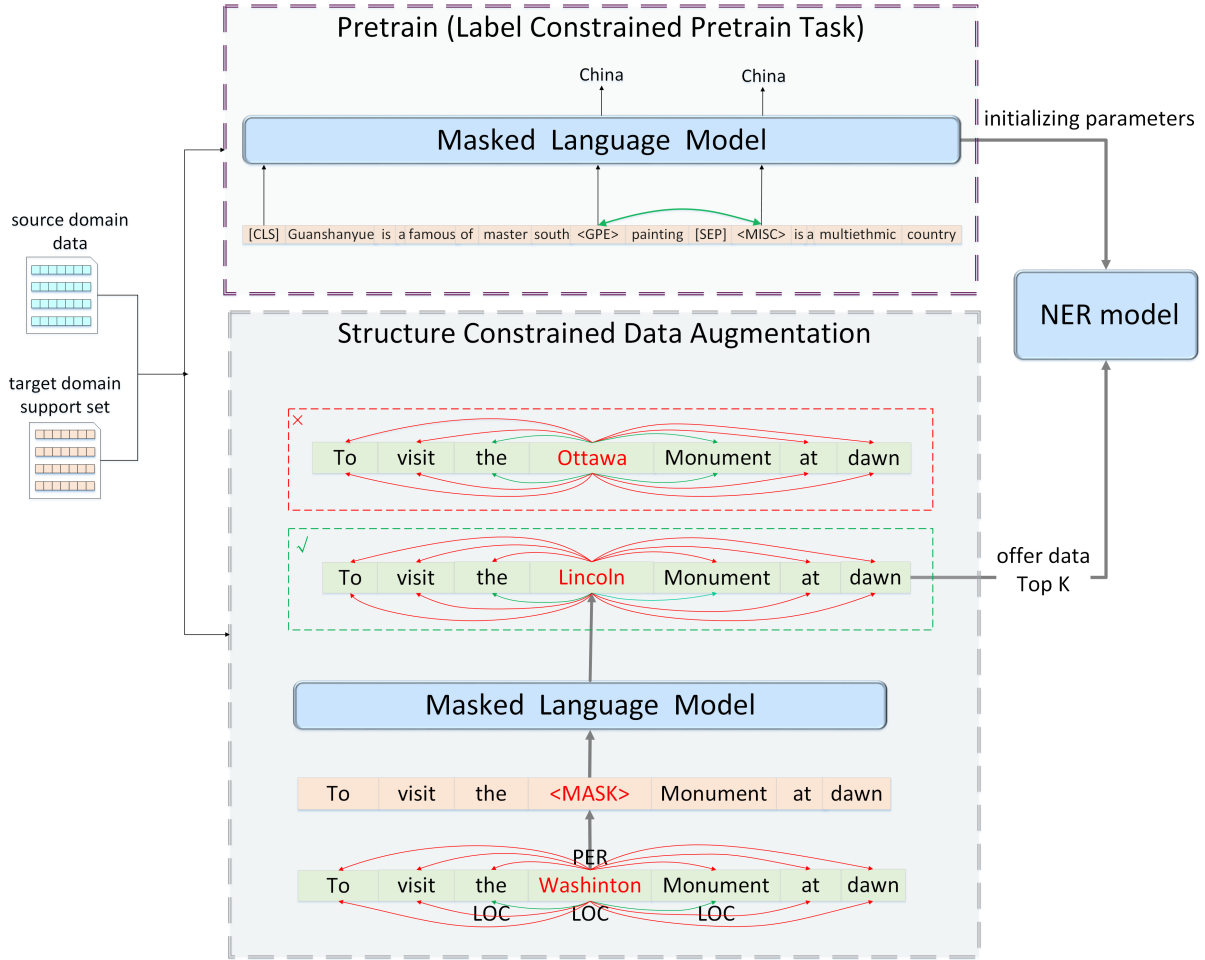 Pretrain (Label Constrained Pretrain Task)
China China
Masked Language Model
initializing parameters
[CLS] Guanshanyue is a famous of master south <GPE> painting [SEP] <MISC> is a multiethmic country
source domain
data
target domain
support set
NER model
Structure Constrained Data Augmentation
×
To visit the Ottawa Monument at dawn
√
To visit the Lincoln Monument at dawn
offer data
Top K
Masked Language Model
To visit the <MASK> Monument at dawn
PER
To visit the Washinton Monument at dawn
LOC LOC LOC